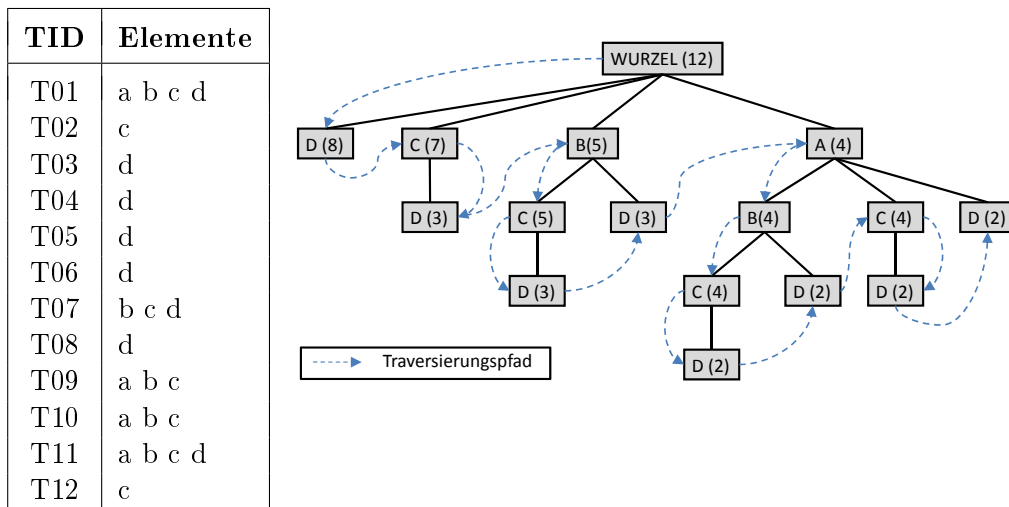 TID Elemente
T01 a b c d
T02 c
T03 d
T04 d
T05 d
T06 d
T07 b c d
T08 d
T09 a b c
T10 a b c
T11 a b c d
T12 c
WURZEL (12)
D (8) C (7) B(5) A (4)
D (3) C (5) D (3) B(4) C (4) D (2)
D (3) C (4) D (2) D (2)
D (2)
Traversierungspfad